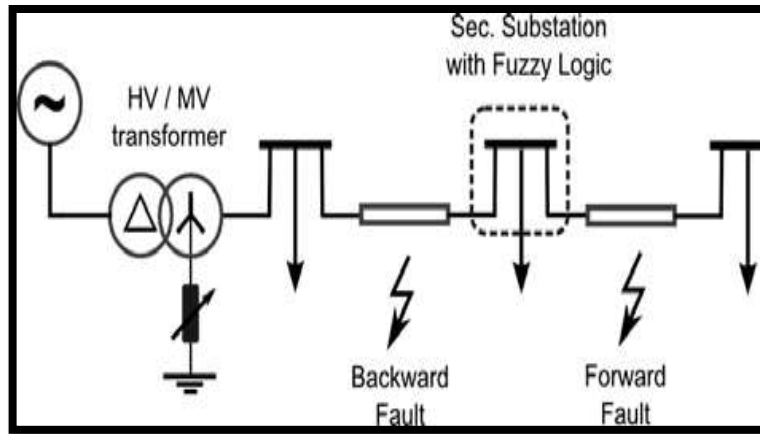 Sec. Substation
with Fuzzy Logic
HV / MV
transformer
Backward
Fault
Forward
Fault